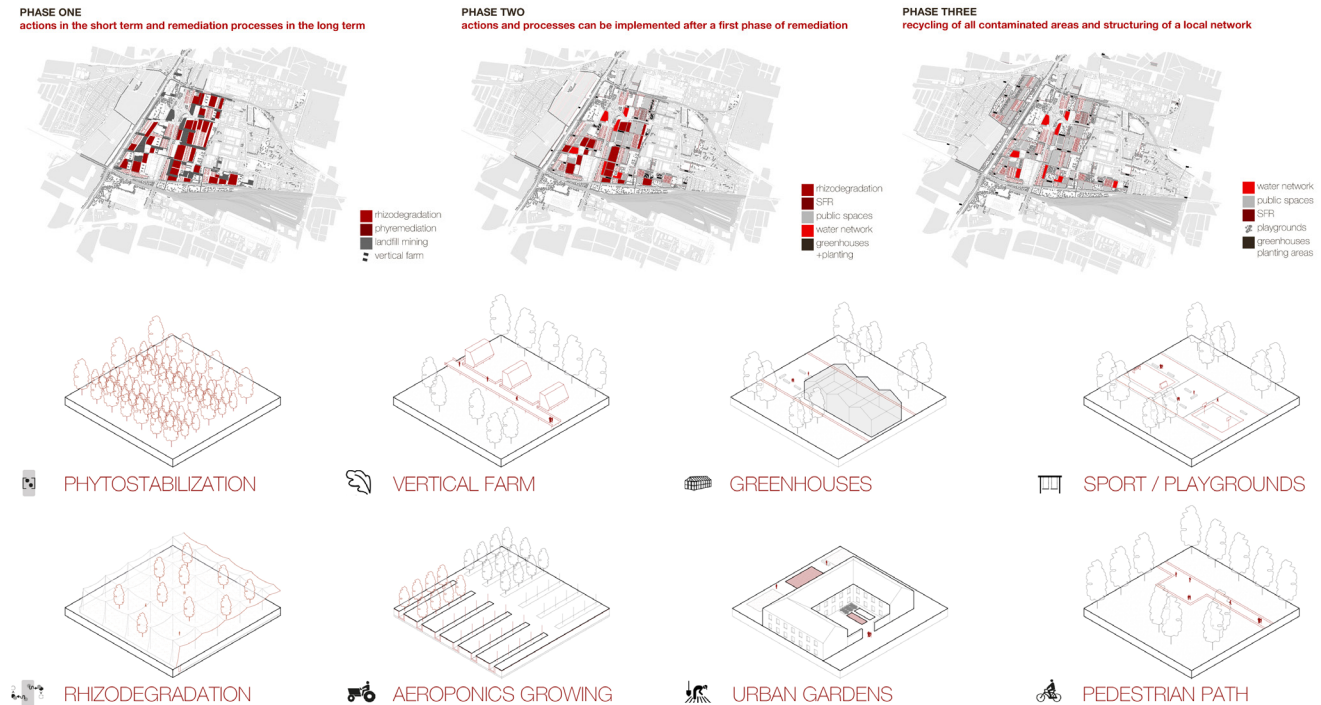 PHASE ONE
actions in the short term and remediation processes in the long term
rizodegradation
phyremediation
landfill mining
vertical farm
PHASE TWO
actions and processes can be implemented after a first phase of remediation
rhizodegradation
SFR
public spaces
water network
greenhouses
+planting
PHASE THREE
recycling of all contaminated areas and structuring of a local network
water network
public spaces
SFR
playgrounds
greenhouses
planting areas
PHYTOSTABILIZATION
VERTICAL FARM
GREENHOUSES
SPORT / PLAYGROUNDS
RHIZODEGRADATION
AEROPONICS GROWING
URBAN GARDENS
PEDESTRIAN PATH